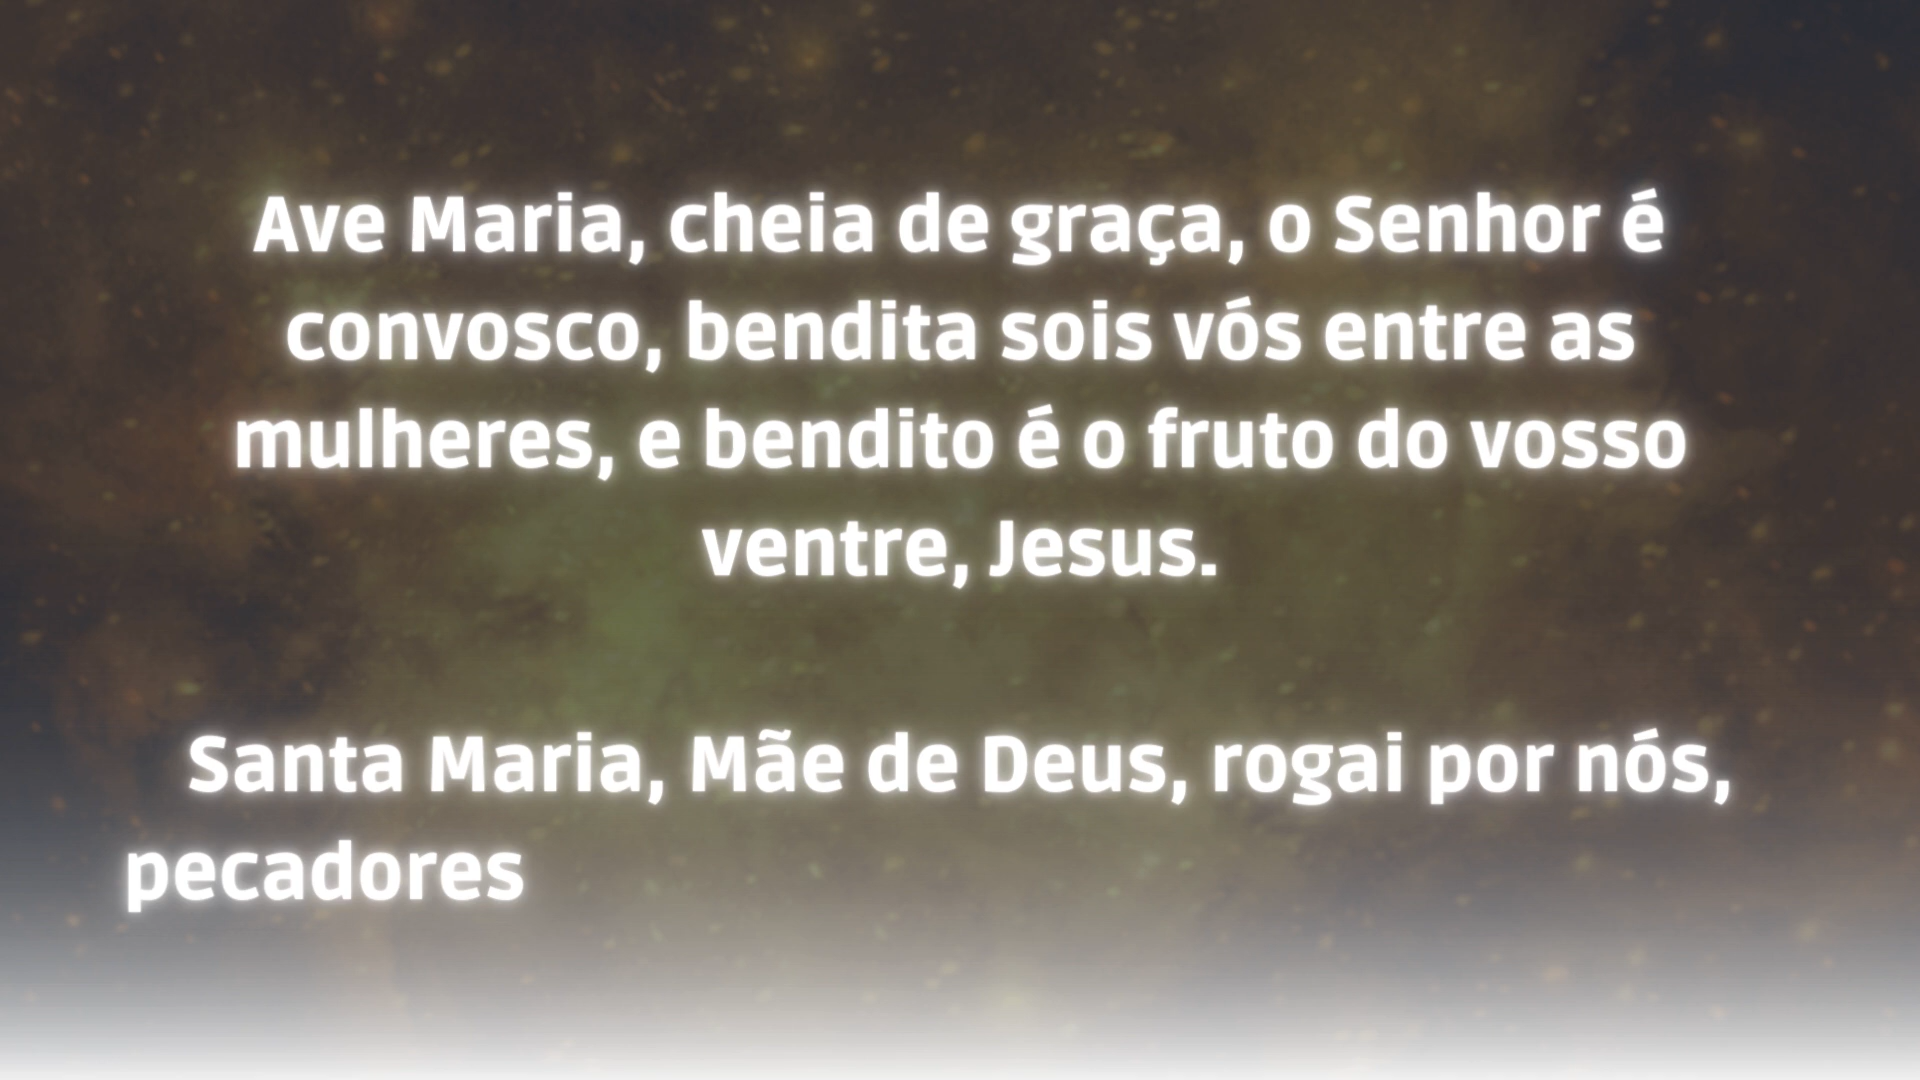 Ave Maria, cheia de graça, o Senhor é
convosco, bendita sois vós entre as
mulheres, e bendito é o fruto do vosso
ventre, Jesus.
Santa Maria, Mãe de Deus, rogai por nós,
pecadores